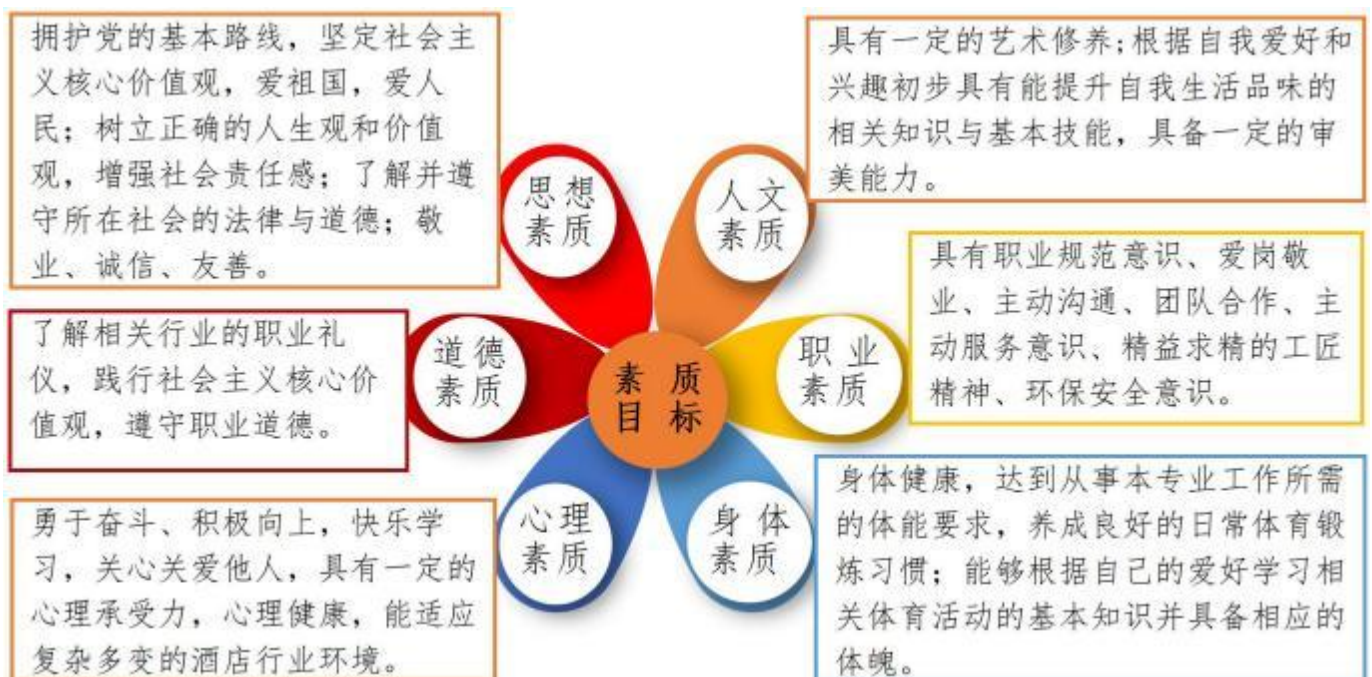 拥护党的基本路线，坚定社会主
义核心价值观，爱祖国，爱人
民；树立正确的人生观和价值
观，增强社会责任感；了解并遵
守所在社会的法律与道德；敬
业、诚信、友善。
具有一定的艺术修养;根据自我爱好和
兴趣初步具有能提升自我生活品味的
相关知识与基本技能，具备一定的审
美能力。
思想
素质
人文
素质
了解相关行业的职业礼
仪，践行社会主义核心价
值观，遵守职业道德。
道德
素质
素 质
目 标
职 业
素质
具有职业规范意识、爱岗敬
业、主动沟通、团队合作、主
动服务意识、精益求精的工匠
精神、环保安全意识。
勇于奋斗、积极向上，快乐学
习，关心关爱他人，具有一定的
心理承受力，心理健康，能适应
复杂多变的酒店行业环境。
心理
素质
身 体
素质
身体健康，达到从事本专业工作所需
的体能要求，养成良好的日常体育锻
炼习惯；能够根据自己的爱好学习相
关体育活动的基本知识并具备相应的
体魄。